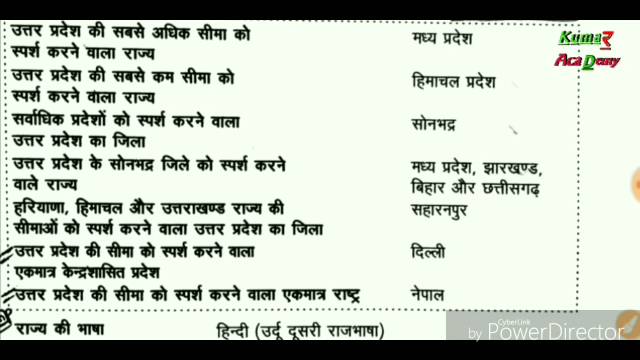 उत्तर प्रदेश की सबसे अधिक सीमा को मध्य प्रदेश
स्पर्श करने वाला राज्य
उत्तर प्रदेश की सबसे कम सीमा को हिमाचल प्रदेश
स्पर्श करने वाला राज्य
सर्वाधिक प्रदेशों को स्पर्श करने वाला सोनभद्र
उत्तर प्रदेश का जिला
उत्तर प्रदेश के सोनभद्र जिले को स्पर्श करने मध्य प्रदेश, झारखण्ड,
वाले राज्य बिहार और छत्तीसगढ़
हरियाणा, हिमाचल और उत्तराखण्ड राज्य की सहारनपुर
सीमाओं को स्पर्श करने वाला उत्तर प्रदेश का जिला
उत्तर प्रदेश की सीमा को स्पर्श करने वाला दिल्ली
एकमात्र केन्द्रशासित प्रदेश
उत्तर प्रदेश की सीमा को स्पर्श करने वाला एकमात्र राष्ट्र नेपाल
राज्य की भाषा हिन्दी (उर्दू दूसरी राजभाषा)
Kumar
AcaDemy
CyberLink
by PowerDirector